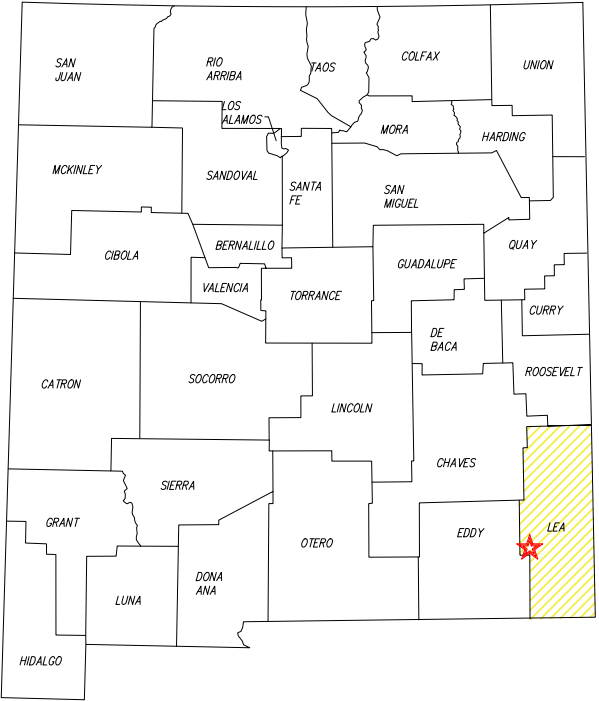 SAN
JUAN
RIO
ARRIBA
TAOS
COLFAX
UNION
LOS
ALAMOS
MORA
HARDING
MCKINLEY
SANDOVAL
SANTA
FE
SAN
MIGUEL
CIBOLA
BERNALILLO
QUAY
GUADALUPE
VALENCIA
TORRANCE
CURRY
DE
BACA
ROOSEVELT
CATRON
SOCORRO
LINCOLN
CHAVES
SIERRA
GRANT
OTERO
EDDY
LEA
DONA
ANA
LUNA
HIDALGO